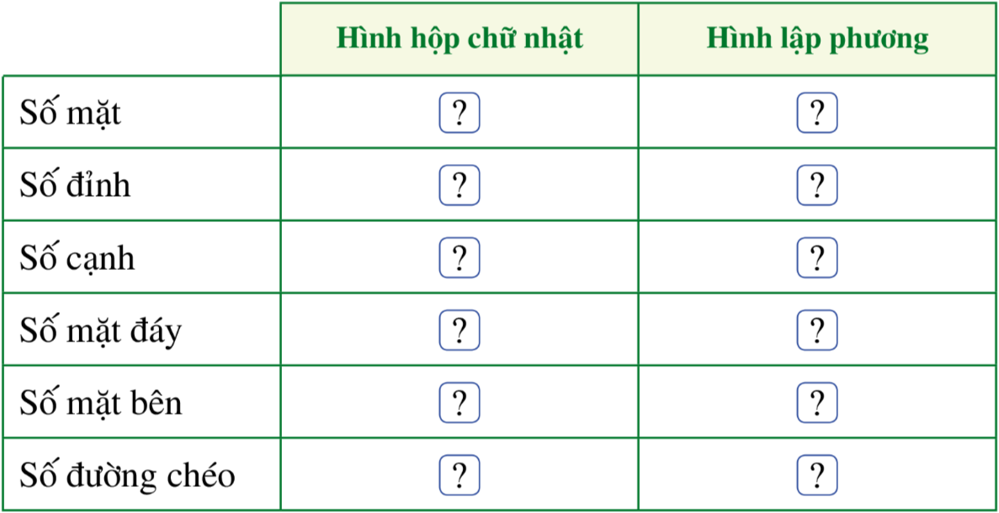 Hình hộp chữ nhật Hình lập phương
Số mặt ? ?
Số đỉnh ? ?
Số cạnh ? ?
Số mặt đáy ? ?
Số mặt bên ? ?
Số đường chéo ? ?